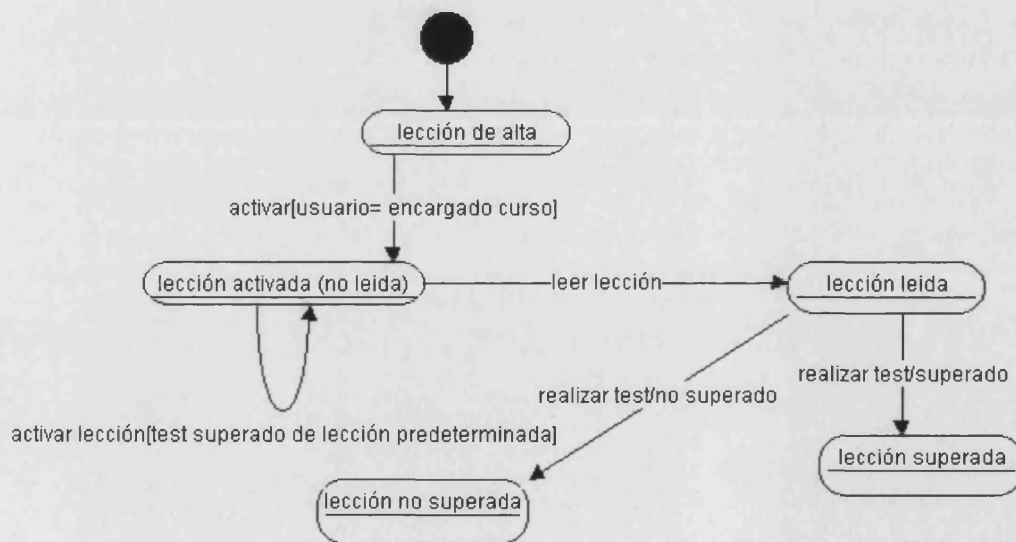 lección de alta
activar[usuario= encargado curso]
lección activada (no leida)
leer lección
lección leida
realizar test/superado
realizar test/no superado
activar lección[test superado de lección predeterminada]
lección superada
lección no superada